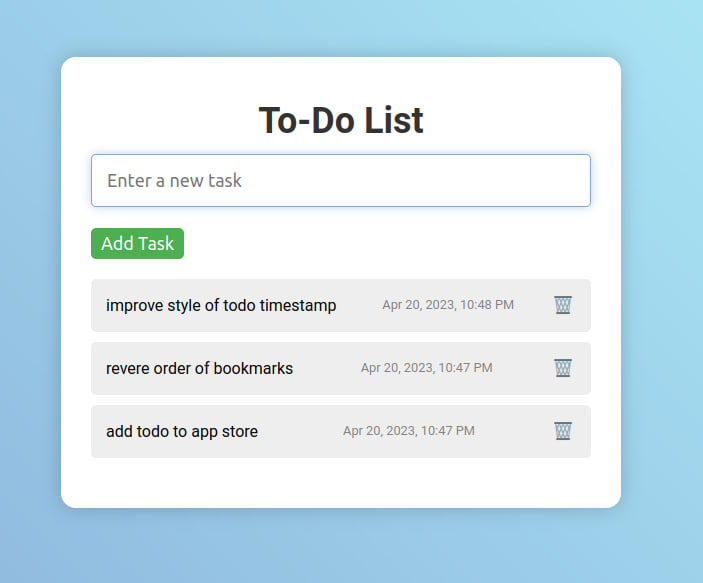 To-Do List
Enter a new task
Add Task
improve style of todo timestamp Apr 20, 2023, 10:48 PM
revere order of bookmarks Apr 20, 2023, 10:47 PM
add todo to app store Apr 20, 2023, 10:47 PM